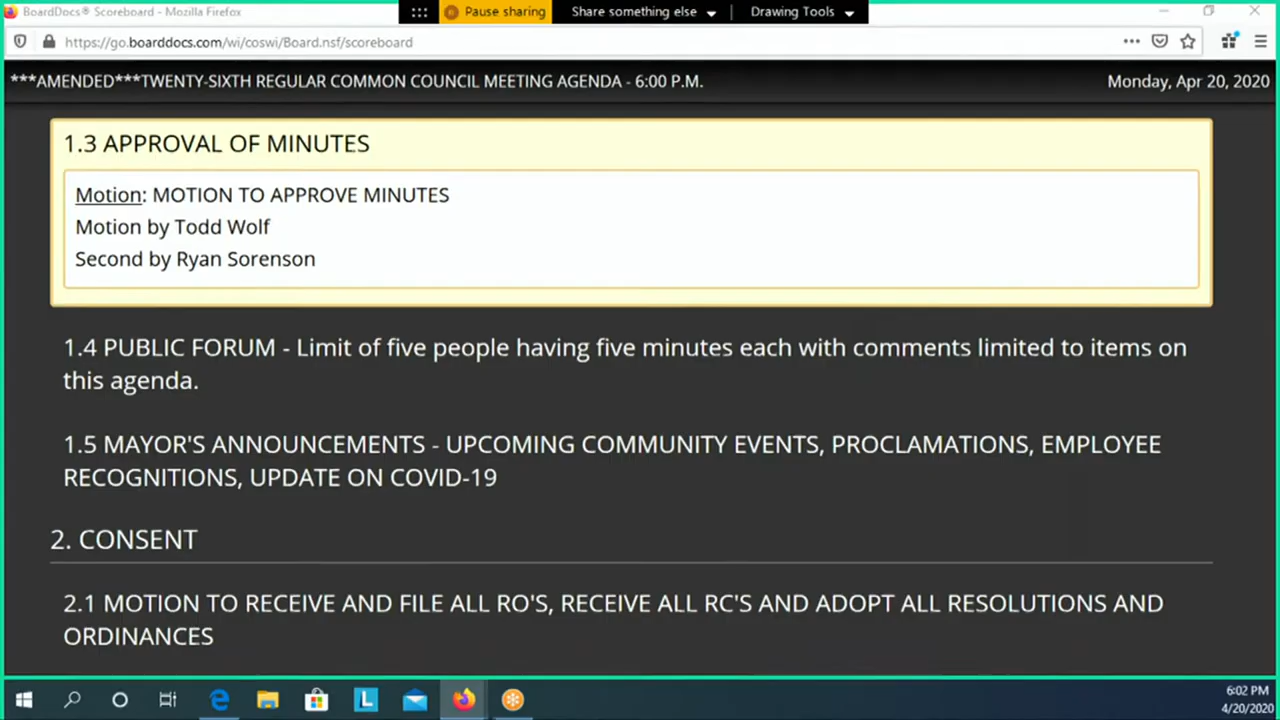 BoardDocs® Scoreboard - Mozilla Firefox
Pause sharing
Share something else
Drawing Tools
https://go.boarddocs.com/wi/coswi/Board.nsf/scoreboard
***AMENDED***TWENTY-SIXTH REGULAR COMMON COUNCIL MEETING AGENDA - 6:00 P.M.
Monday, Apr 20, 2020
1.3 APPROVAL OF MINUTES
Motion: MOTION TO APPROVE MINUTES
Motion by Todd Wolf
Second by Ryan Sorenson
1.4 PUBLIC FORUM - Limit of five people having five minutes each with comments limited to items on
this agenda.
1.5 MAYOR'S ANNOUNCEMENTS - UPCOMING COMMUNITY EVENTS, PROCLAMATIONS, EMPLOYEE
RECOGNITIONS, UPDATE ON COVID-19
2. CONSENT
2.1 MOTION TO RECEIVE AND FILE ALL RO'S, RECEIVE ALL RC'S AND ADOPT ALL RESOLUTIONS AND
ORDINANCES
L
6:02 PM
4/20/2020